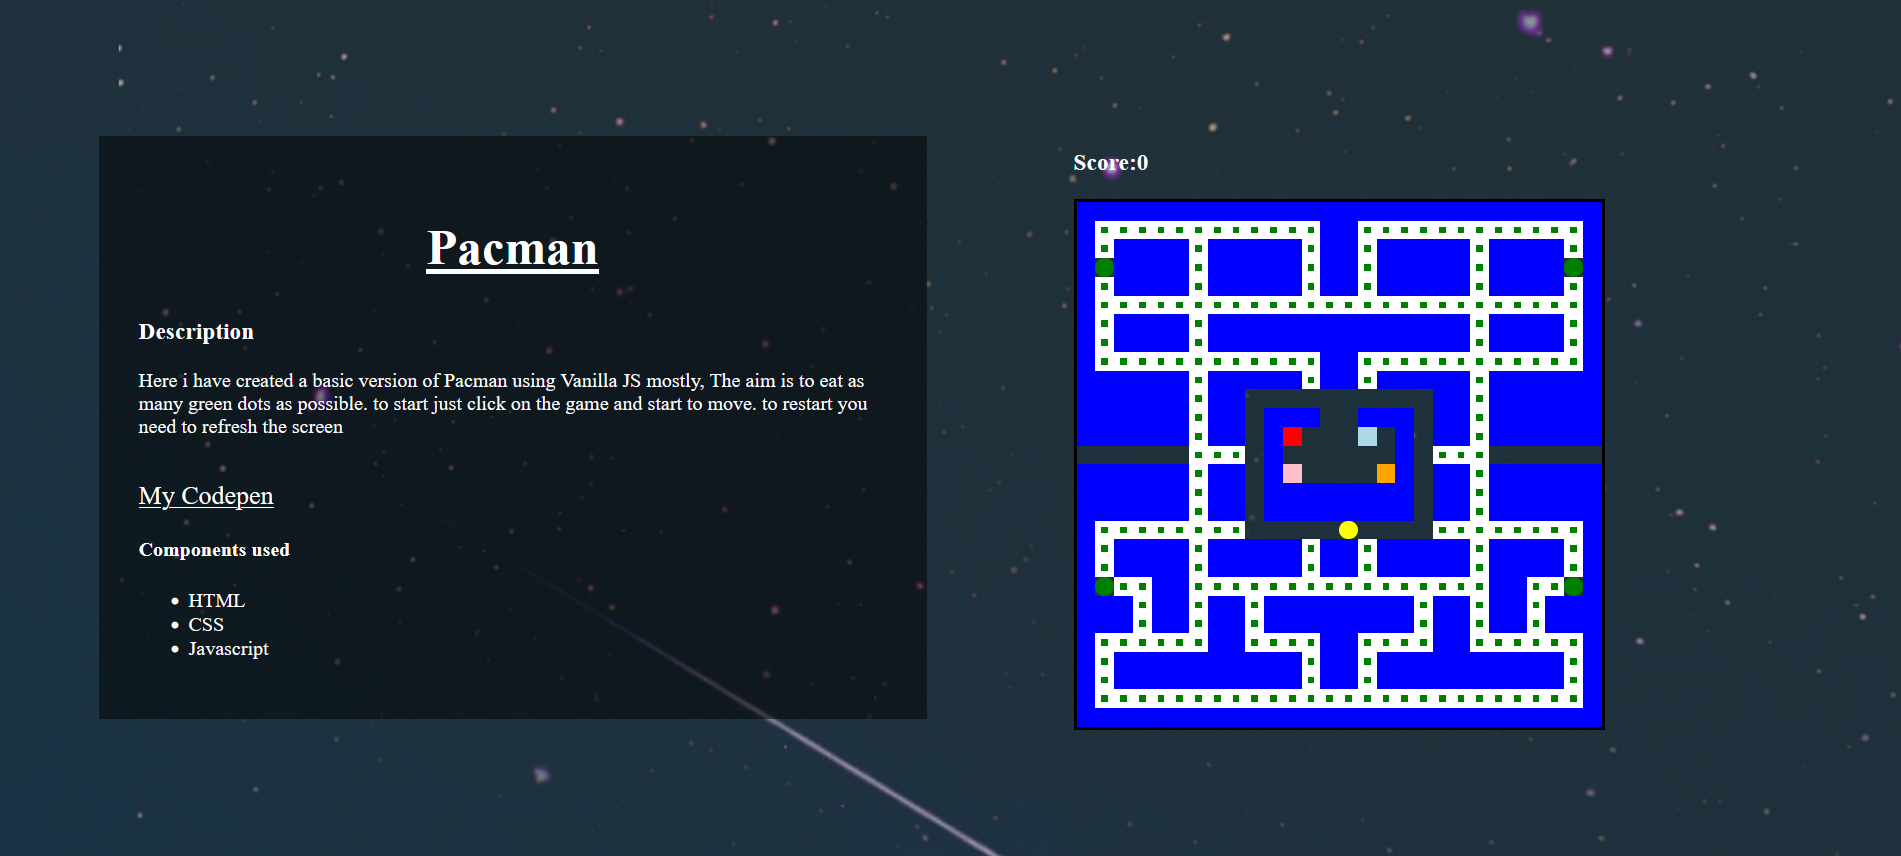 Pacman
Description
Here i have created a basic version of Pacman using Vanilla JS mostly, The aim is to eat as
many green dots as possible. to start just click on the game and start to move. to restart you
need to refresh the screen
My Codepen
Components used
HTML
CSS
Javascript
Score:0